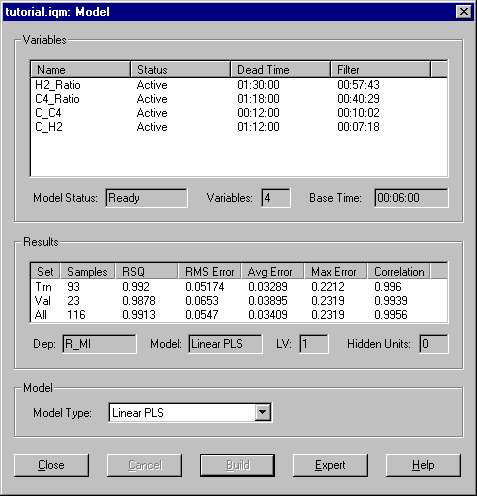 tutorial.iqm: Model
Variables
Name Status Dead Time Filter
H2_Ratio Active 01:30:00 00:57:43
C4_Ratio Active 01:18:00 00:40:29
C_C4 Active 00:12:00 00:10:02
C_H2 Active 01:12:00 00:07:18
Model Status: Ready Variables: 4 Base Time: 00:06:00
Results
Set Samples RSQ RMS Error Avg Error Max Error Correlation
Trn 93 0.992 0.05174 0.03289 0.2212 0.996
Val 23 0.9878 0.0653 0.03895 0.2319 0.9939
All 116 0.9913 0.0547 0.03409 0.2319 0.9956
Dep: R_MI Model: Linear PLS LV: 1 Hidden Units: 0
Model
Model Type: Linear PLS
Close Cancel Build Expert Help